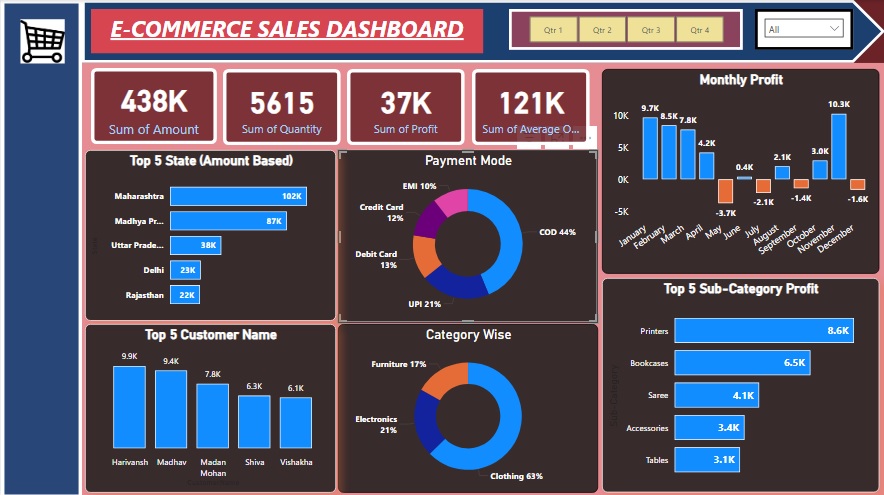 E-COMMERCE SALES DASHBOARD
Qtr 1
Qtr 2
Qtr 3
Qtr 4
All
438K
Sum of Amount
5615
Sum of Quantity
37K
Sum of Profit
121K
Sum of Average O...
Monthly Profit
10K
5K
0K
-5K
9.7K
8.5K
7.8K
4.2K
-3.7K
0.4K
-2.1K
2.1K
-1.4K
3.0K
10.3K
-1.6K
January
February
March
April
May
June
July
August
September
October
November
December
Top 5 State (Amount Based)
Maharashtra
102K
Madhya Pr...
87K
Uttar Prade...
38K
Delhi
23K
Rajasthan
22K
Payment Mode
EMI 10%
Credit Card
12%
Debit Card
13%
UPI 21%
COD 44%
Top 5 Customer Name
9.9K
9.4K
7.8K
6.3K
6.1K
Harivansh
Madhav
Madan
Mohan
Shiva
Vishakha
Category Wise
Furniture 17%
Electronics
21%
Clothing 63%
Top 5 Sub-Category Profit
Sub-Category
Printers
8.6K
Bookcases
6.5K
Saree
4.1K
Accessories
3.4K
Tables
3.1K